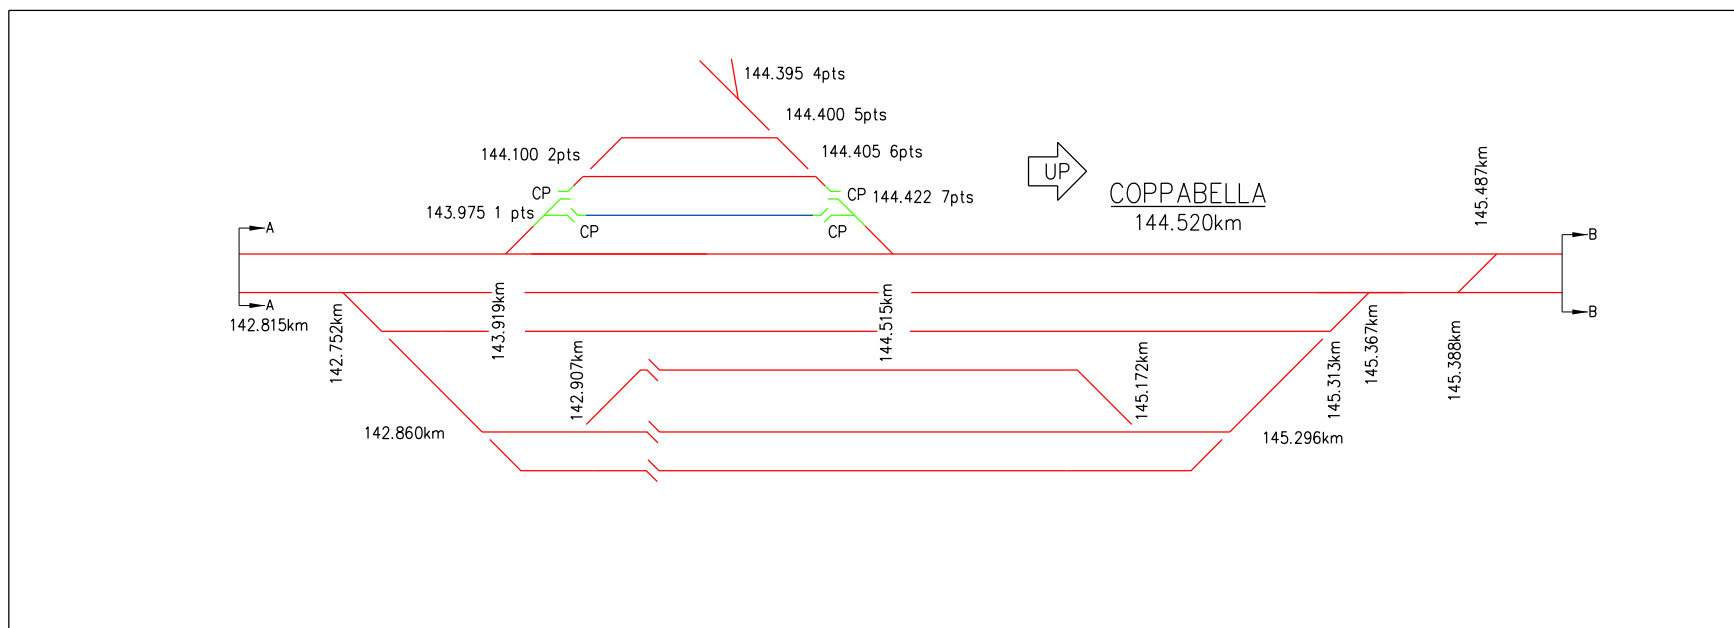 144.395 4pts
144.400 5pts
144.100 2pts
144.405 6pts
UP
COPPABELLA
144.520km
145.487km
CP
CP
144.422 7pts
143.975 1 pts
CP
CP
A
B
A
B
142.815km
142.752km
143.919km
144.515km
142.907km
145.172km
145.313km
145.367km
145.388km
142.860km
145.296km